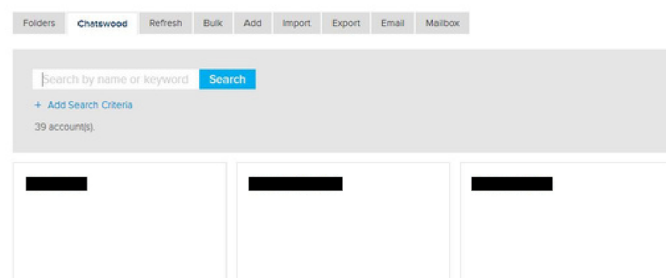 Folders Chatswood Refresh Bulk Add Import Export Email Mailbox
Search by name or keyword Search
+ Add Search Criteria
39 account(s).